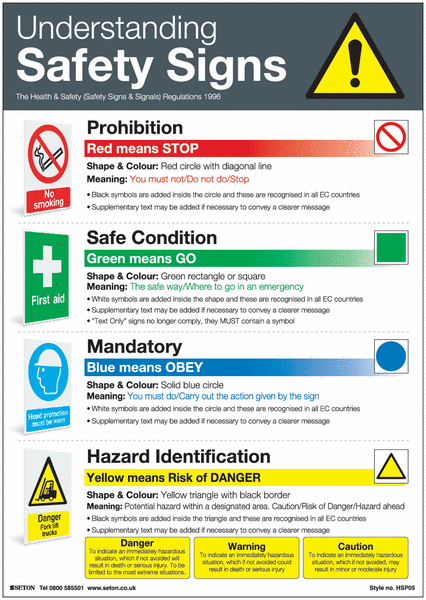 Understanding
Safety Signs
The Health & Safety (Safety Signs & Signals) Regulations 1996
No
smoking
Prohibition
Red means STOP
Shape & Colour: Red circle with diagonal line
Meaning: You must not/Do not do/Stop
• Black symbols are added inside the circle and these are recognised in all EC countries
• Supplementary text may be added if necessary to convey a clearer message
First aid
Safe Condition
Green means GO
Shape & Colour: Green rectangle or square
Meaning: The safe way/Where to go in an emergency
• White symbols are added inside the shape and these are recognised in all EC countries
• Supplementary text may be added if necessary to convey a clearer message
• "Text Only" signs no longer comply, they MUST contain a symbol
Head protection
must be worn
Mandatory
Blue means OBEY
Shape & Colour: Solid blue circle
Meaning: You must do/Carry out the action given by the sign
• White symbols are added inside the circle and these are recognised in all EC countries
• Supplementary text may be added if necessary to convey a clearer message
Danger
Fork lift
trucks
Hazard Identification
Yellow means Risk of DANGER
Shape & Colour: Yellow triangle with black border
Meaning: Potential hazard within a designated area. Caution/Risk of Danger/Hazard ahead
• Black symbols are added inside the triangle and these are recognised in all EC countries
• Supplementary text may be added if necessary to convey a clearer message
Danger
To indicate an immediately hazardous
situation, which if not avoided will
result in death or serious injury. To be
limited to the most extreme situations.
Warning
To indicate an immediately hazardous
situation, which if not avoided could
result in death or serious injury
Caution
To indicate an immediately hazardous
situation, which if not avoided, may
result in minor or moderate injury
SETON Tel 0800 585501 www.seton.co.uk
Style no. HSP05